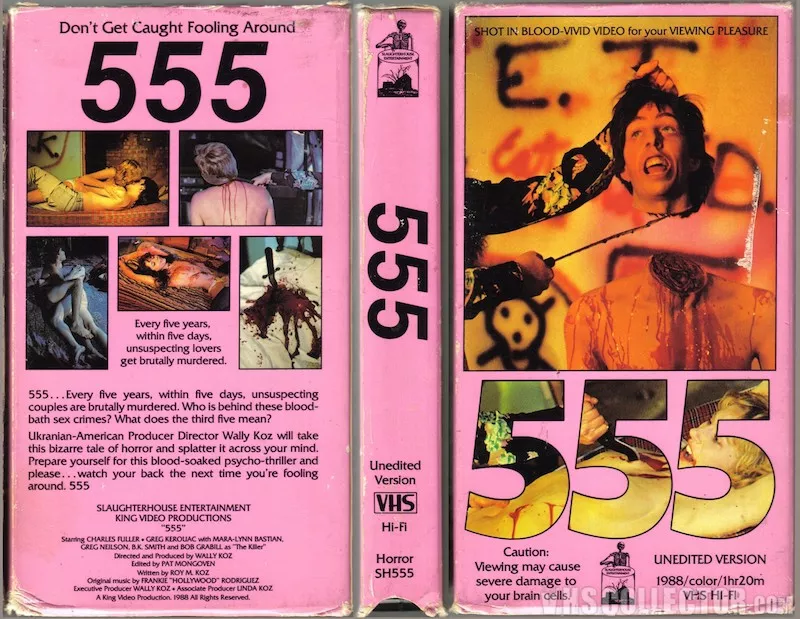 Don't Get Caught Fooling Around
555
Every five years,
within five days,
unsuspecting lovers
get brutally murdered.
555...Every five years, within five days, unsuspecting
couples are brutally murdered. Who is behind these blood-
bath sex crimes? What does the third five mean?
Ukranian-American Producer Director Wally Koz will take
this bizarre tale of horror and splatter it across your mind.
Prepare yourself for this blood-soaked psycho-thriller and
please...watch your back the next time you're fooling
around. 555
SLAUGHTERHOUSE ENTERTAINMENT
KING VIDEO PRODUCTIONS
"555"
Starring CHARLES FULLER • GREG KEROUAC with MARA-LYNN BASTIAN,
GREG NEILSON, B.K. SMITH and BOB GRABILL as "The Killer"
Directed and Produced by WALLY KOZ
Edited by PAT MONGOVEN
Written by ROY M. KOZ
Original music by FRANKIE "HOLLYWOOD" RODRIGUEZ
Executive Producer WALLY KOZ • Associate Producer LINDA KOZ
A King Video Production. 1988 All Rights Reserved.
SLAUGHTERHOUSE
ENTERTAINMENT
555
Unedited
Version
VHS
Hi-Fi
Horror
SH555
SHOT IN BLOOD-VIVID VIDEO for your VIEWING PLEASURE
E.T.
D.
555
Caution:
Viewing may cause
severe damage to
your brain cells.
SLAUGHTERHOUSE
ENTERTAINMENT
UNEDITED VERSION
1988/color/1hr20m
VHS HI-FI
VHSCOLLECTOR.COM